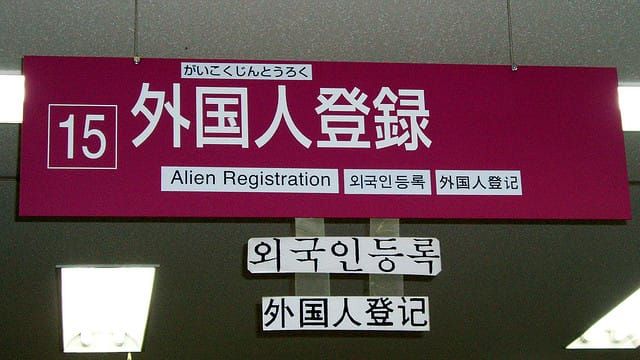 がいこくじんとうろく
15 外国人登録
Alien Registration 외국인등록 外国人登记
외국인등록
外国人登记